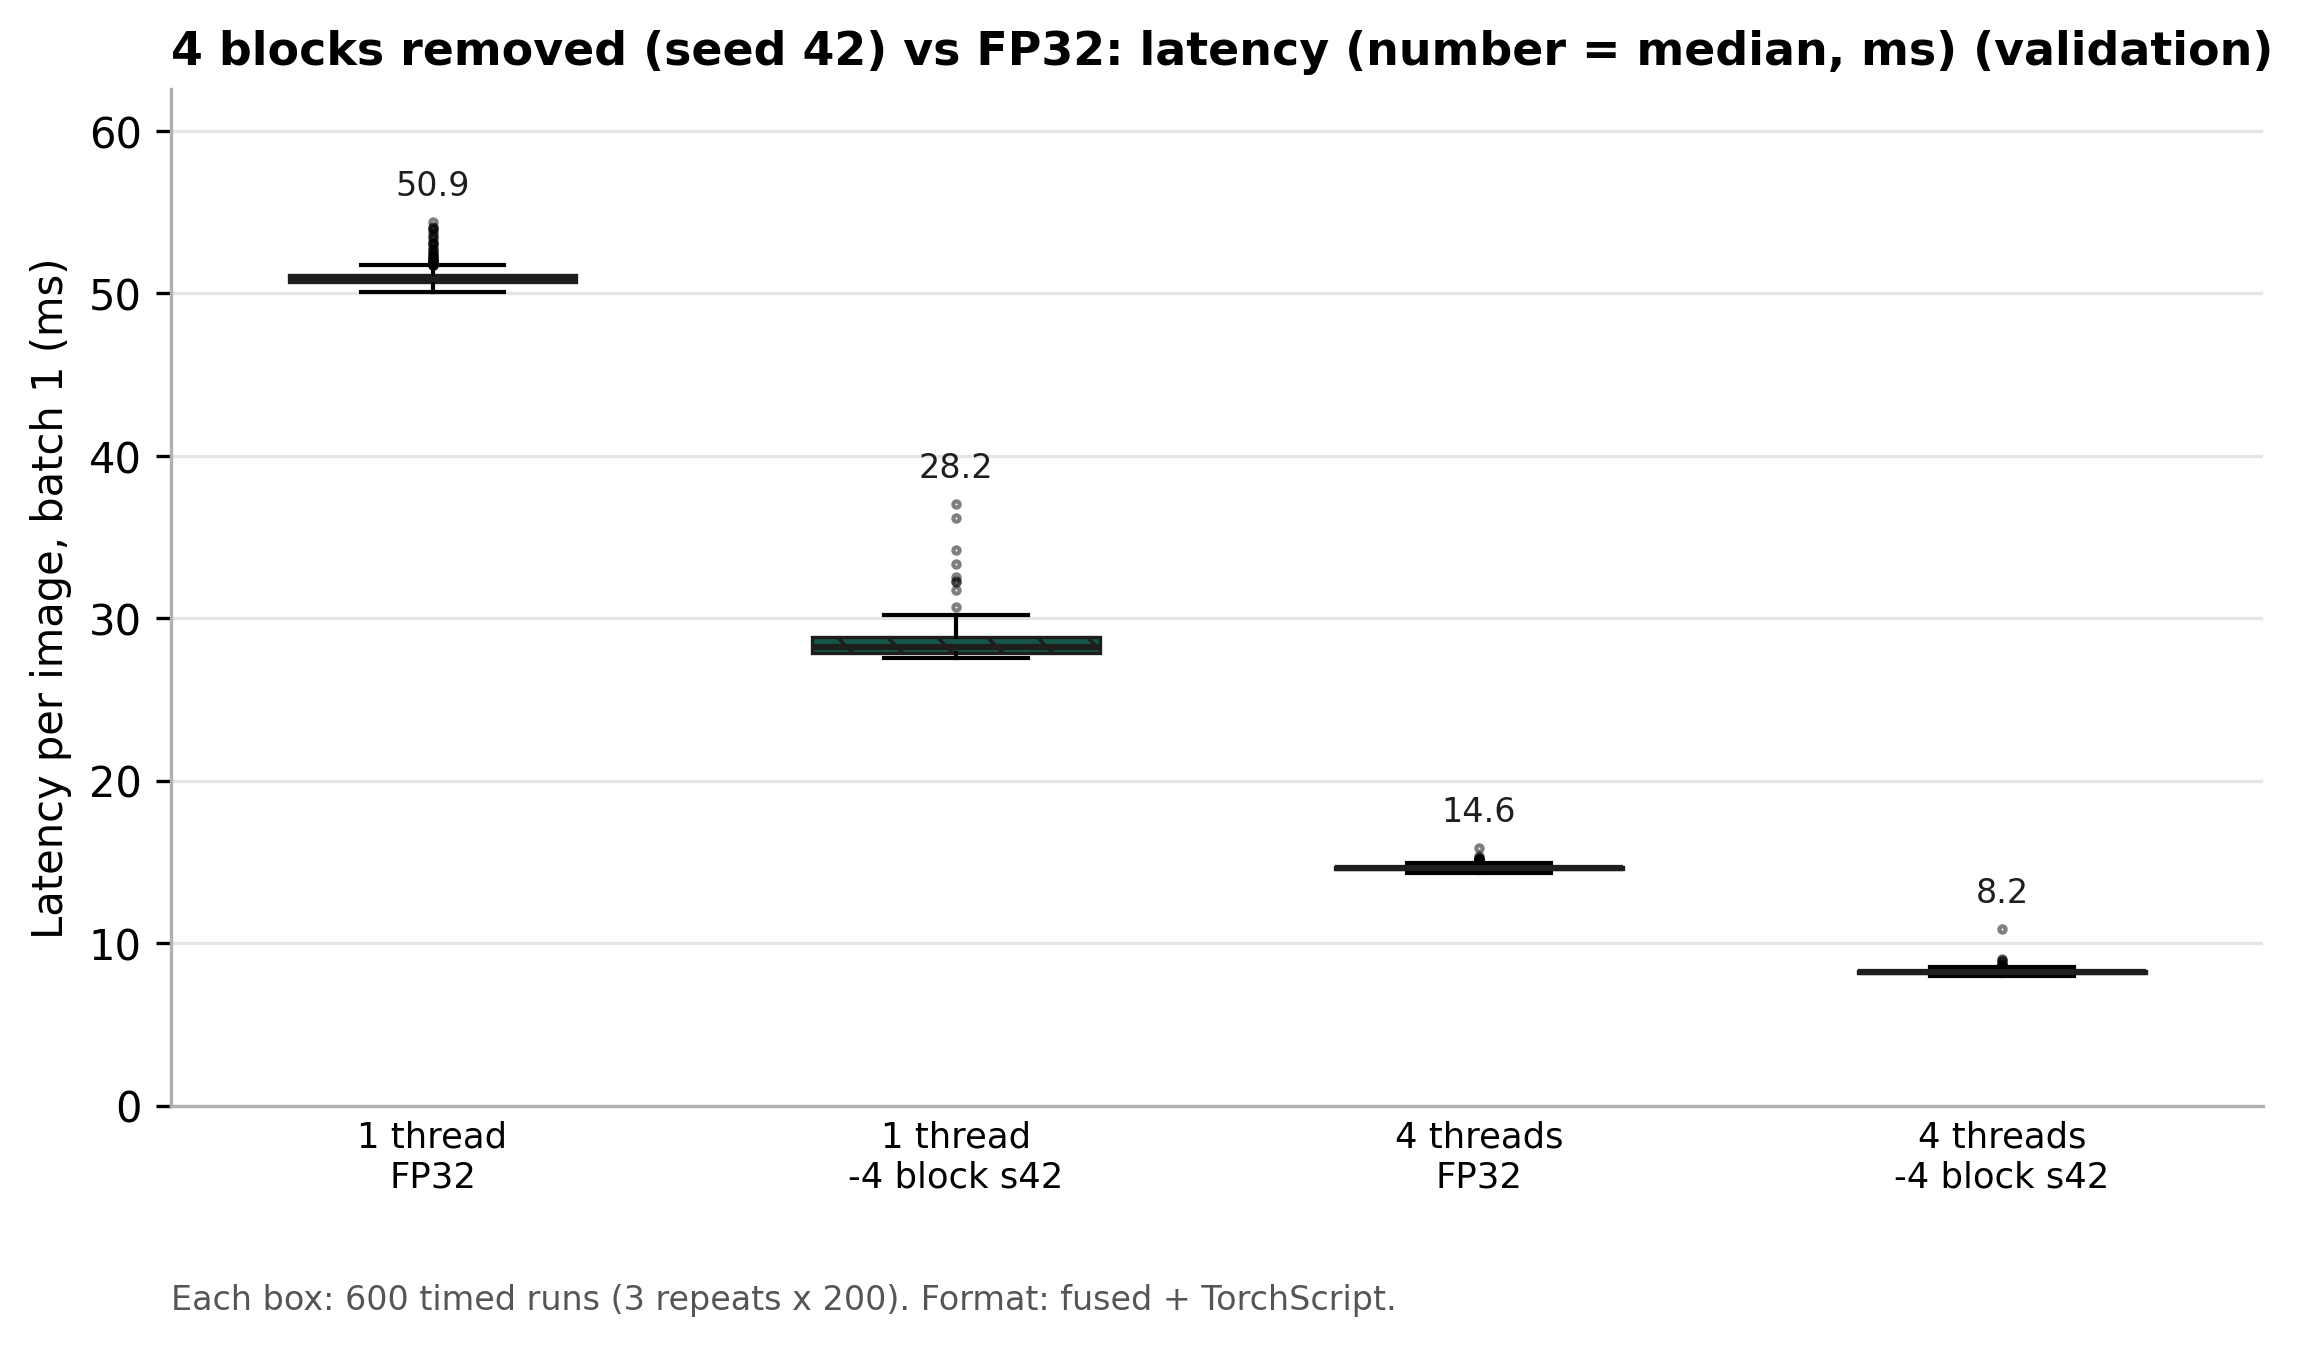 4 blocks removed (seed 42) vs FP32: latency (number = median, ms) (validation)
Latency per image, batch 1 (ms)
60
50
40
30
20
10
0
50.9
28.2
14.6
8.2
1 thread
FP32
1 thread
-4 block s42
4 threads
FP32
4 threads
-4 block s42
Each box: 600 timed runs (3 repeats x 200). Format: fused + TorchScript.